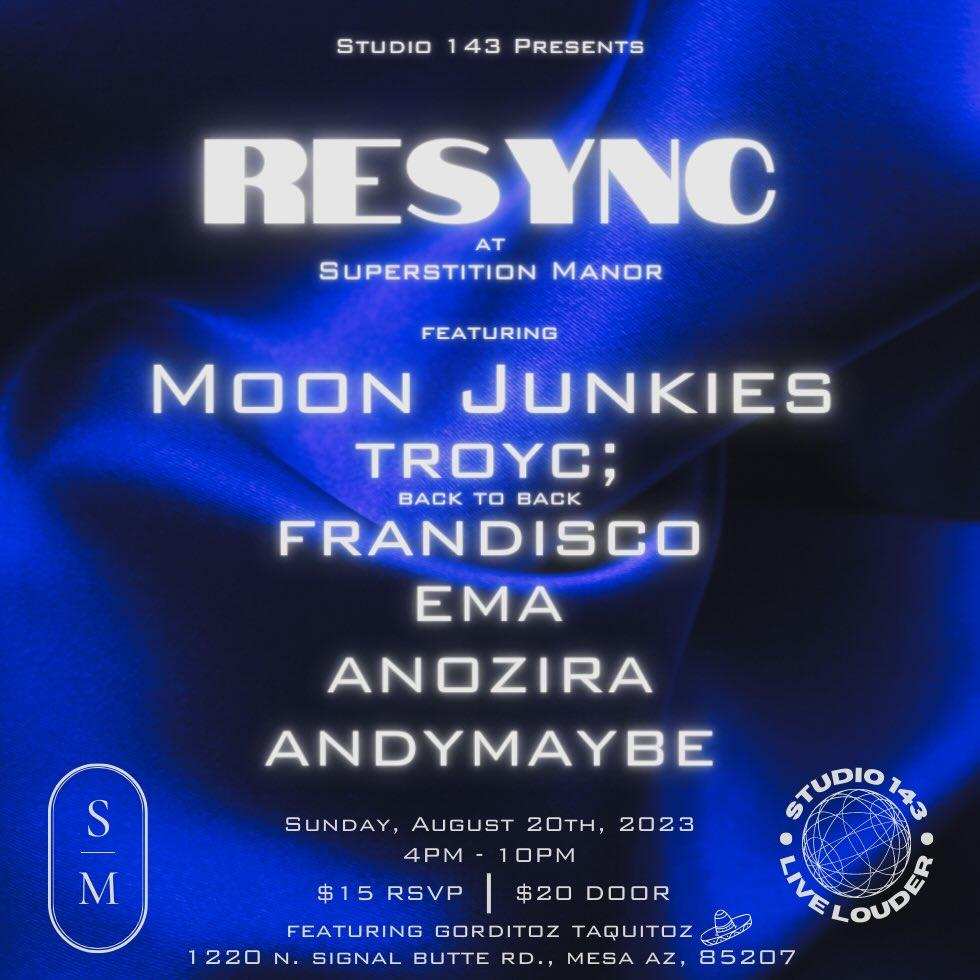 Studio 143 Presents
RESYNC
AT
Superstition Manor
FEATURING
Moon Junkies
TROYC;
BACK TO BACK
FRANDISCO
EMA
ANOZIRA
ANDYMAYBE
S
M
STUDIO 143
LIVE LOUDER
Sunday, August 20th, 2023
4PM - 10PM
$15 RSVP | $20 DOOR
FEATURING GORDITOZ TAQUITOZ
1220 N. SIGNAL BUTTE RD., MESA AZ, 85207